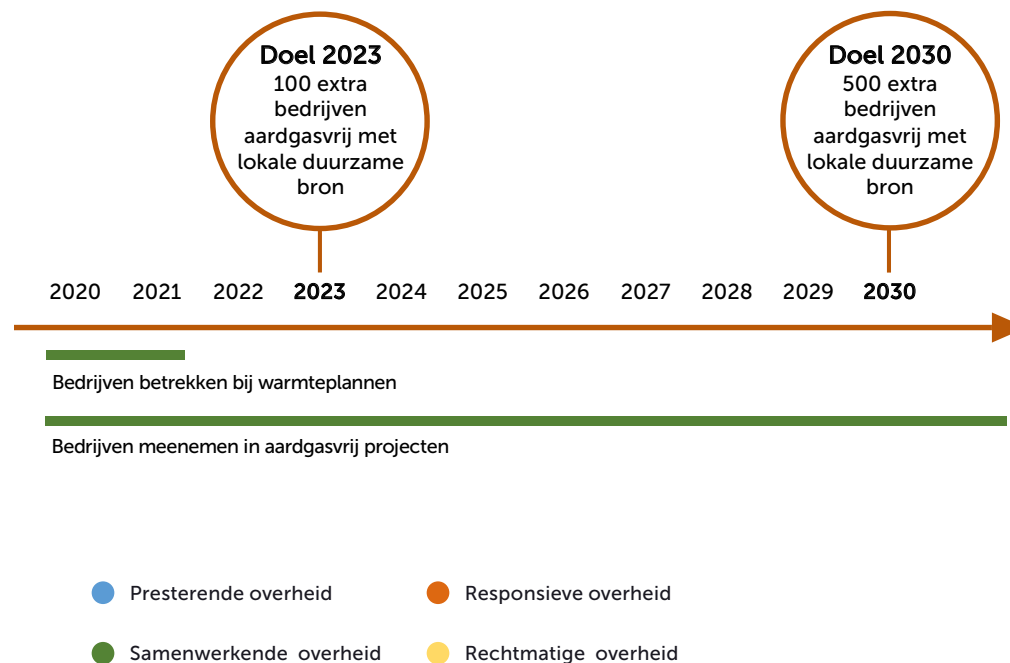 Doel 2023
100 extra
bedrijven
aardgasvrij met
lokale duurzame
bron
Doel 2030
500 extra
bedrijven
aardgasvrij met
lokale duurzame
bron
2020 2021 2022 2023 2024 2025 2026 2027 2028 2029 2030
Bedrijven betrekken bij warmteplannen
Bedrijven meenemen in aardgasvrij projecten
Presterende overheid
Responsieve overheid
Samenwerkende overheid
Rechtmatige overheid